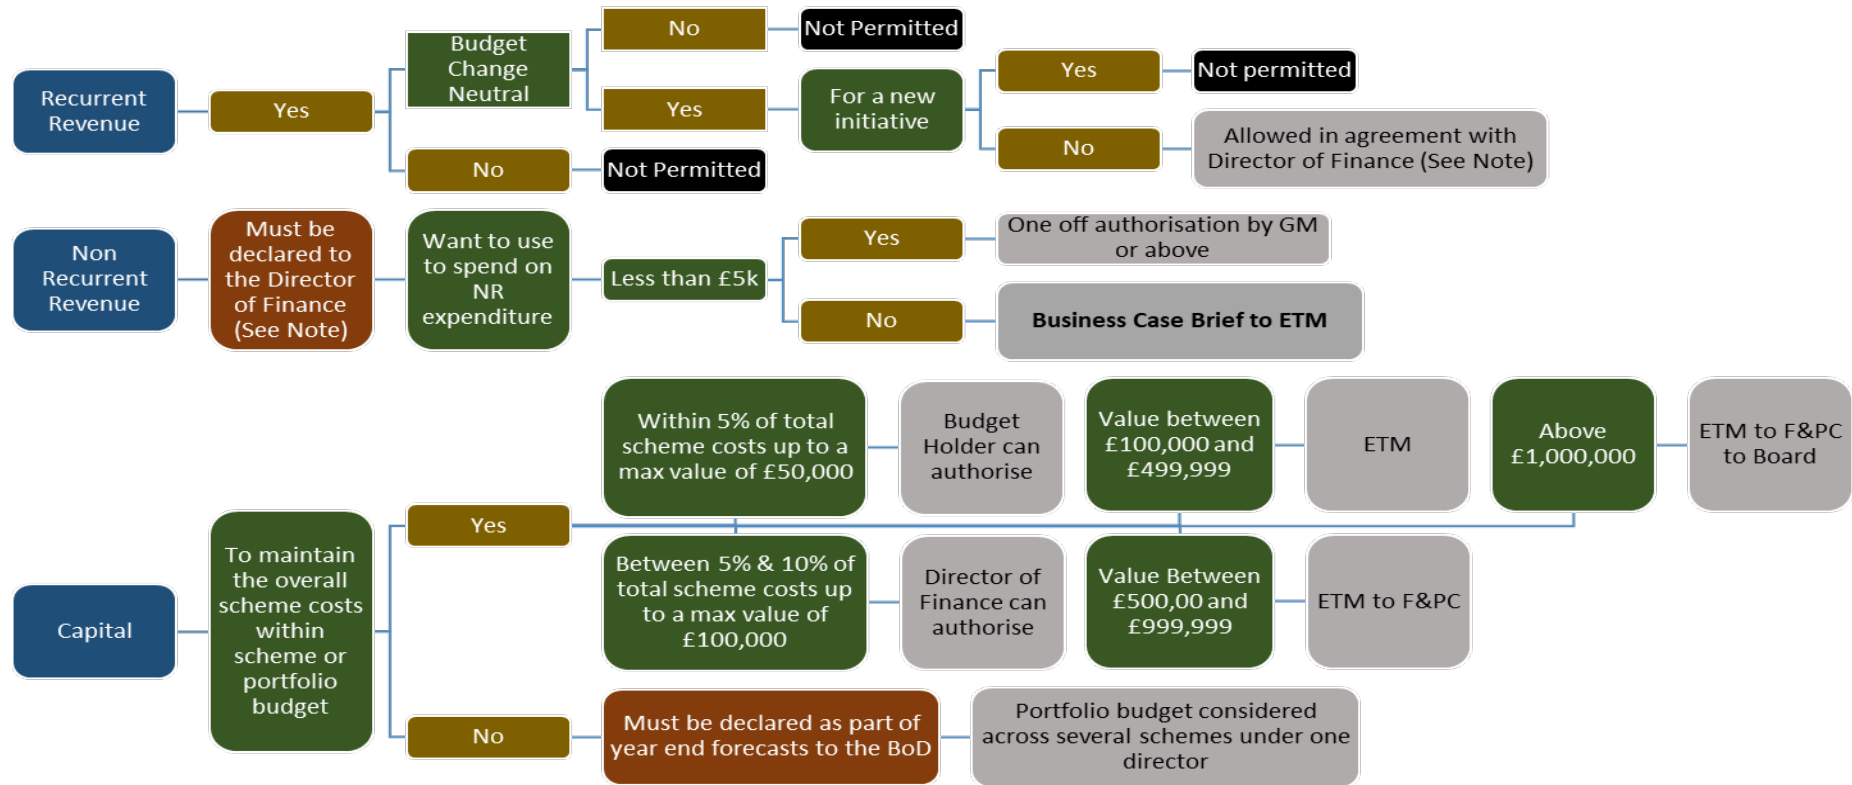 Recurrent
Revenue
Yes
Budget
Change
Neutral
No
Not Permitted
Yes
For a new
initiative
Yes
Not permitted
No
Allowed in agreement with
Director of Finance (See Note)
No
Not Permitted
Non
Recurrent
Revenue
Must be
declared to
the Director
of Finance
(See Note)
Want to use
to spend on
NR
expenditure
Less than £5k
Yes
One off authorisation by GM
or above
No
Business Case Brief to ETM
Capital
To maintain
the overall
scheme costs
within
scheme or
portfolio
budget
Yes
Within 5% of total
scheme costs up to a
max value of £50,000
Budget
Holder can
authorise
Value between
£100,000 and
£499,999
ETM
Above
£1,000,000
ETM to F&PC
to Board
Between 5% & 10% of
total scheme costs up
to a max value of
£100,000
Director of
Finance can
authorise
Value Between
£500,00 and
£999,999
ETM to F&PC
No
Must be declared as part of
year end forecasts to the BoD
Portfolio budget considered
across several schemes under one
director